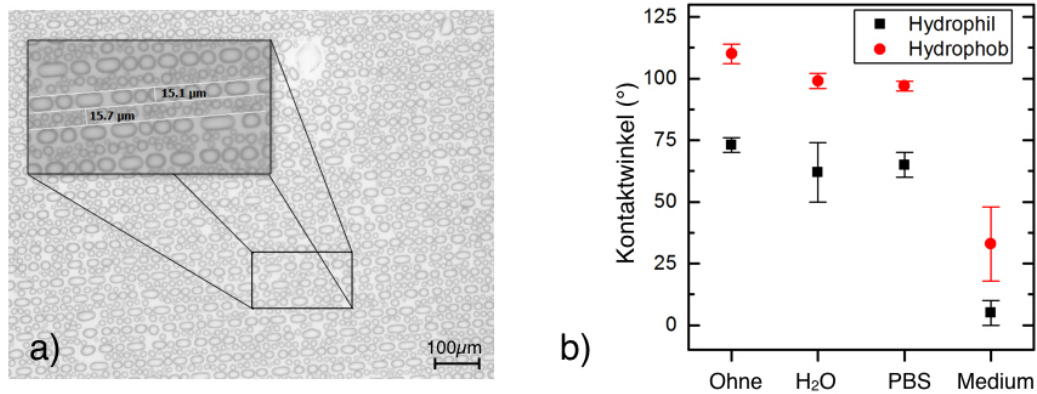 15.1 µm
15.7 µm
a)
100µm
b)
Kontaktwinkel (°)
125
100
75
50
25
0
Hydrophil
Hydrophob
Ohne H₂O PBS Medium